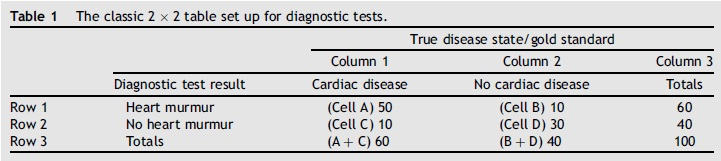 Table 1 The classic 2 × 2 table set up for diagnostic tests.
True disease state/gold standard
Column 1 Column 2 Column 3
Diagnostic test result Cardiac disease No cardiac disease Totals
Row 1 Heart murmur (Cell A) 50 (Cell B) 10 60
Row 2 No heart murmur (Cell C) 10 (Cell D) 30 40
Row 3 Totals (A + C) 60 (B + D) 40 100